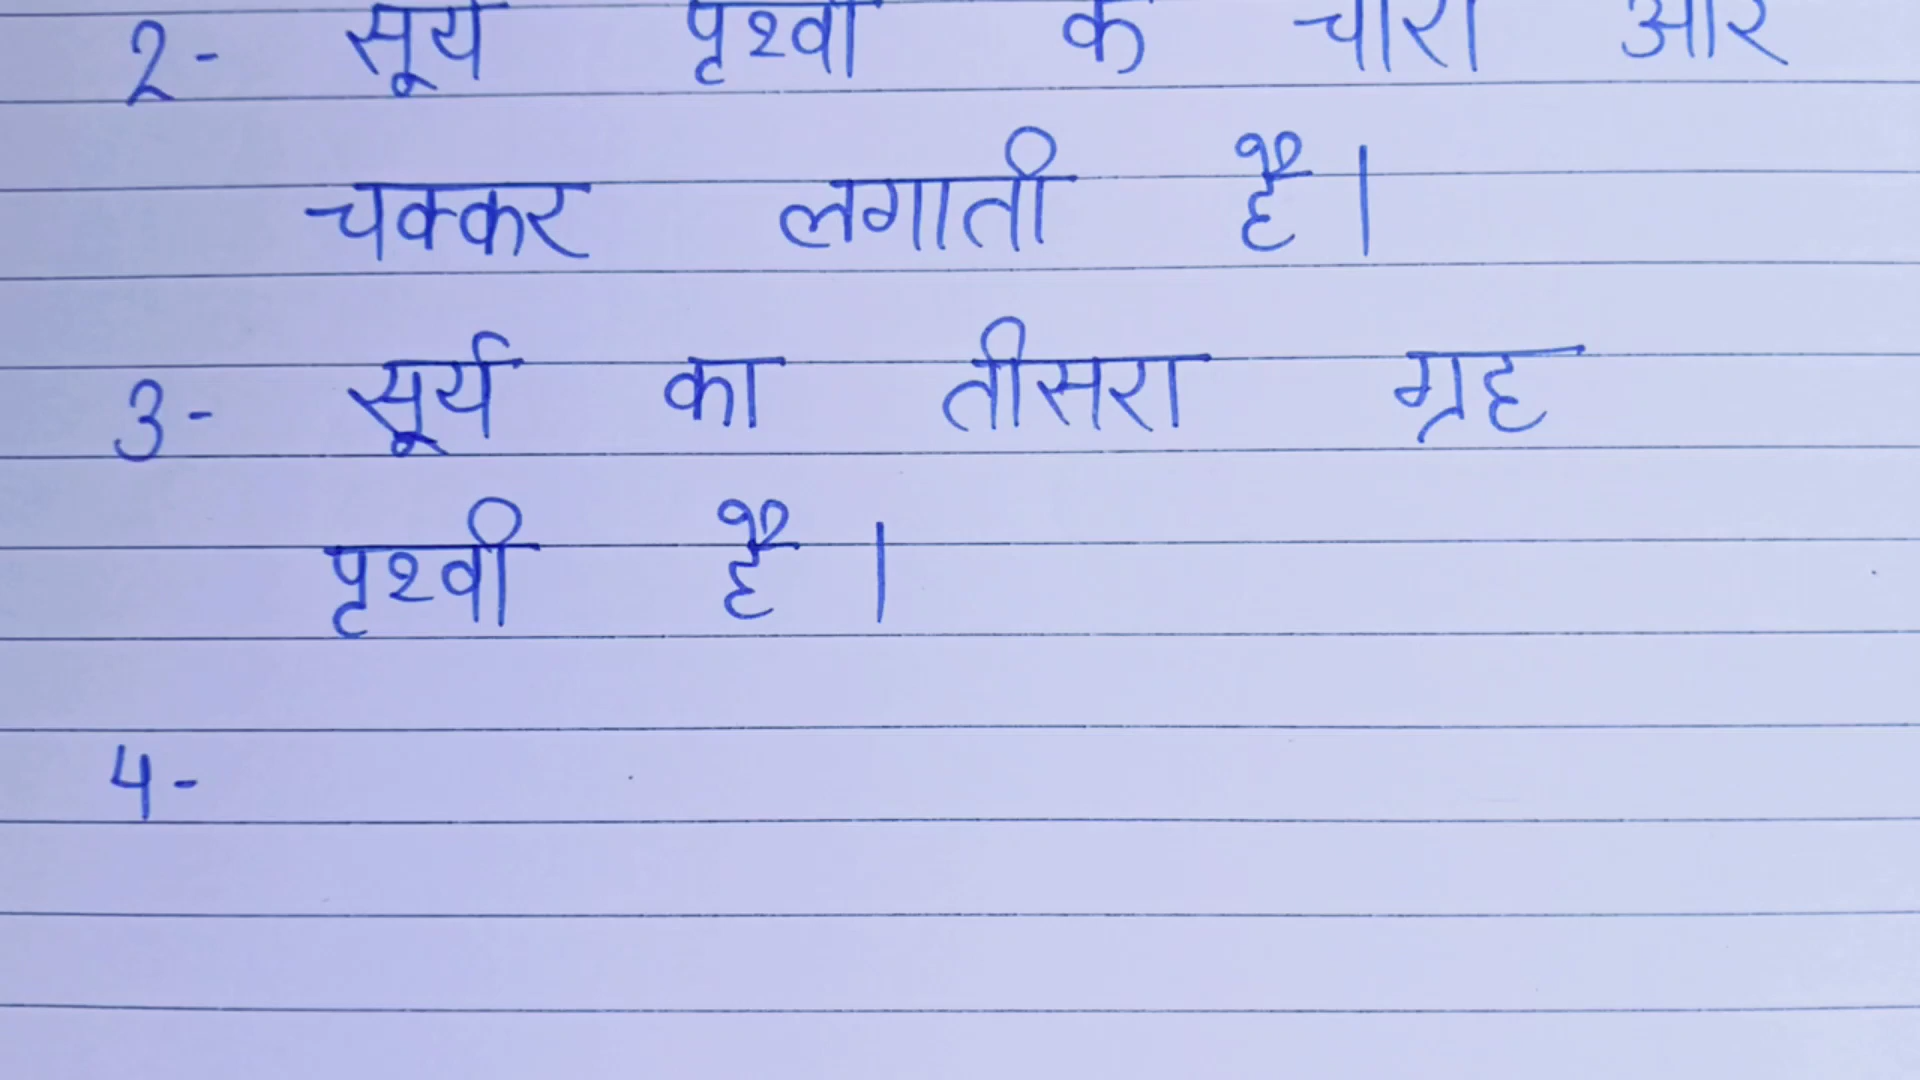 2- सूर्य पृथ्वी के चारों ओर
चक्कर लगाती है।
3- सूर्य का तीसरा ग्रह
पृथ्वी है।
4-